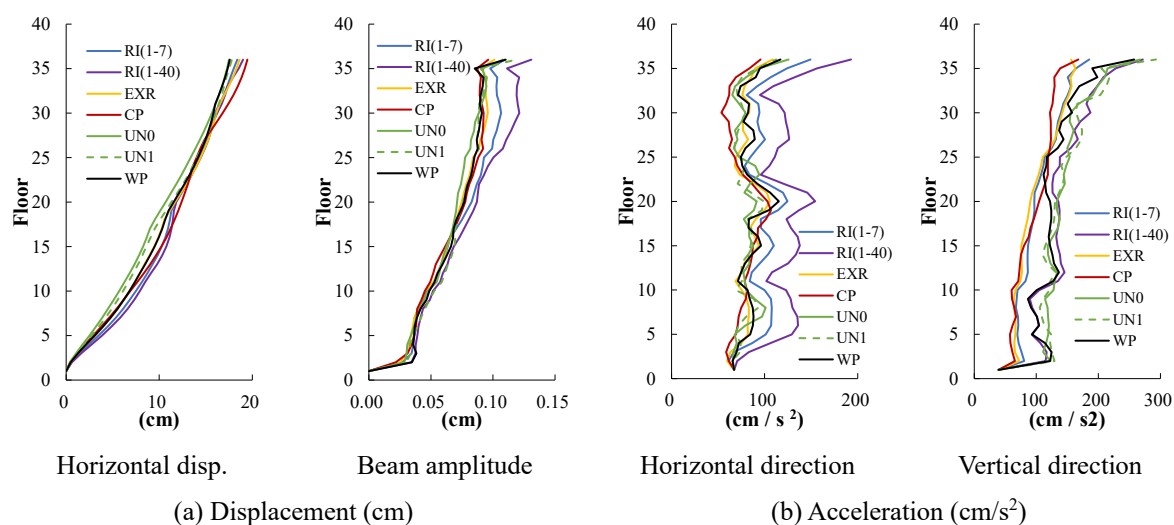 40
35
30
25
20
15
10
5
0
Floor
RI(1-7)
RI(1-40)
EXR
CP
UN0
UN1
WP
0 10 20
(cm)
Horizontal disp.
40
35
30
25
20
15
10
5
0
Floor
RI(1-7)
RI(1-40)
EXR
CP
UN0
UN1
WP
0.00 0.05 0.10 0.15
(cm)
Beam amplitude
(a) Displacement (cm)
40
35
30
25
20
15
10
5
0
Floor
RI(1-7)
RI(1-40)
EXR
CP
UN0
UN1
WP
0 100 200
(cm / s ²)
Horizontal direction
40
35
30
25
20
15
10
5
0
Floor
RI(1-7)
RI(1-40)
EXR
CP
UN0
UN1
WP
0 100 200 300
(cm / s2)
Vertical direction
(b) Acceleration (cm/s²)